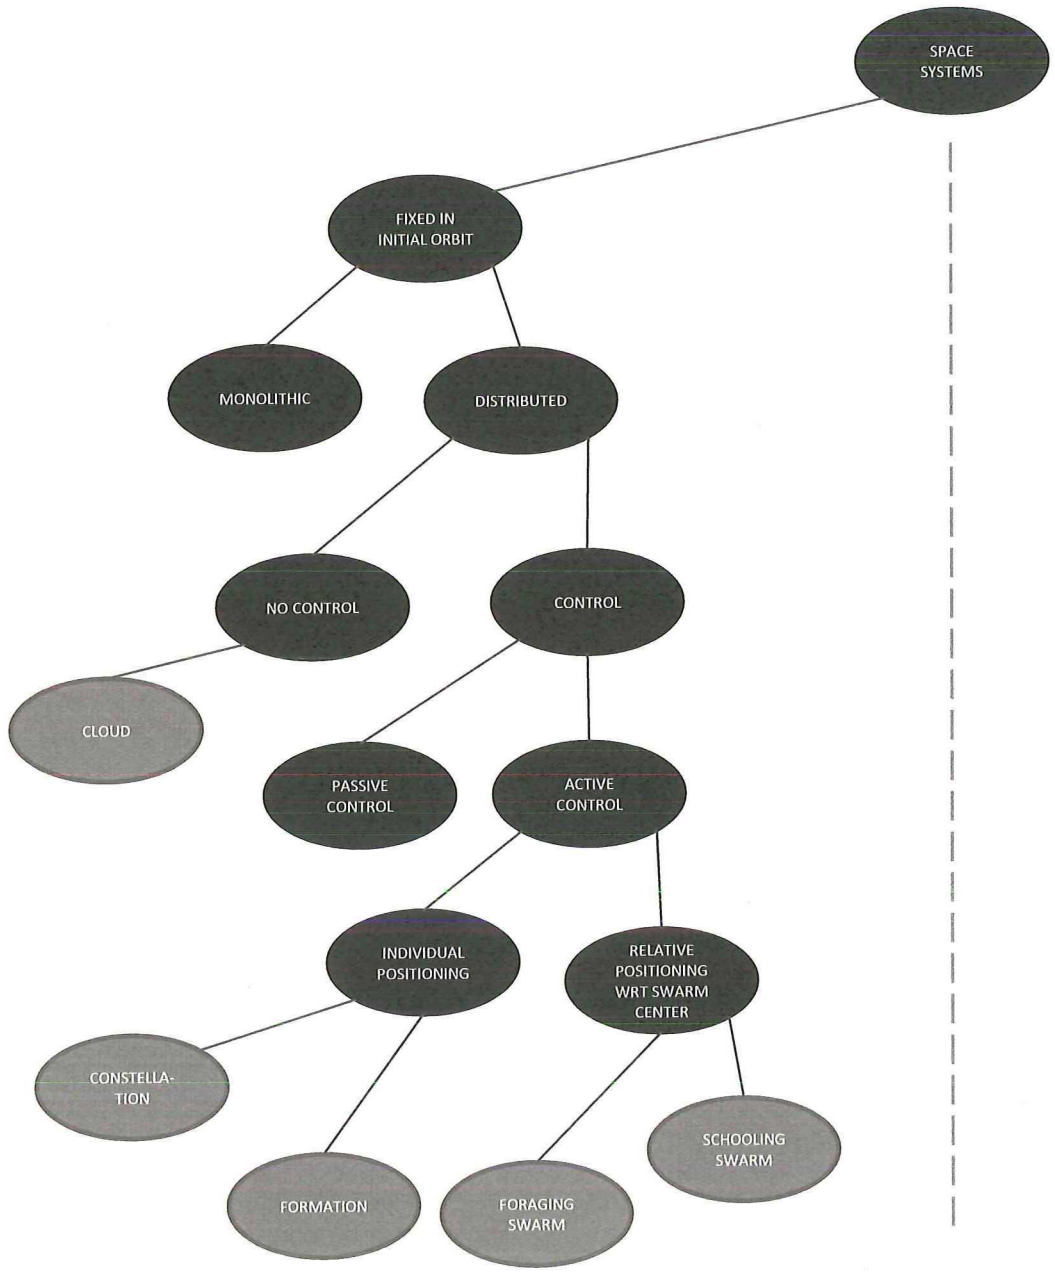 SPACE
SYSTEMS
FIXED IN
INITIAL ORBIT
MONOLITHIC
DISTRIBUTED
NO CONTROL
CONTROL
CLOUD
PASSIVE
CONTROL
ACTIVE
CONTROL
INDIVIDUAL
POSITIONING
RELATIVE
POSITIONING
WRT SWARM
CENTER
CONSTELLA-
TION
FORMATION
FORAGING
SWARM
SCHOOLING
SWARM